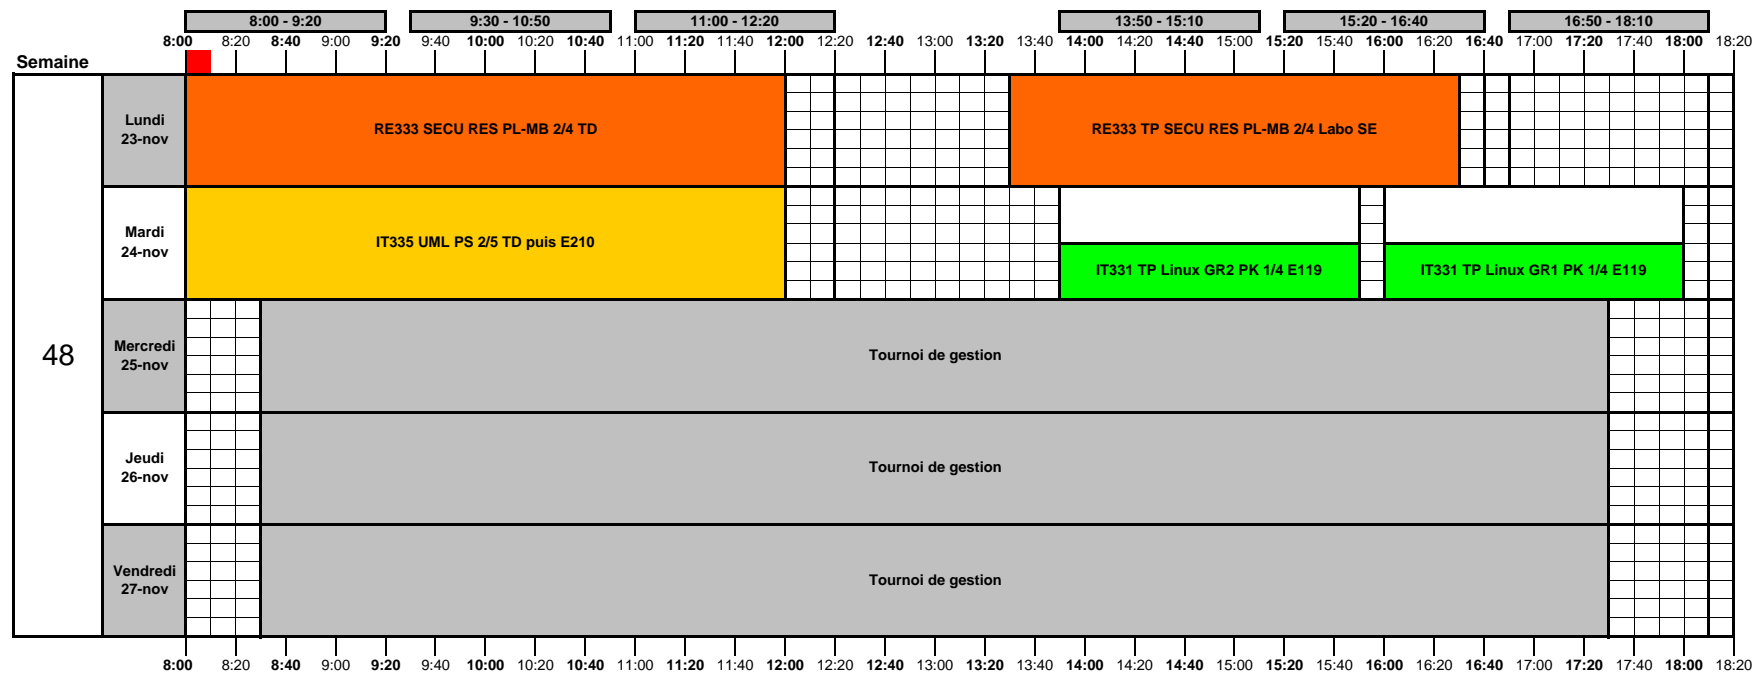 8:00 - 9:20 9:30 - 10:50 11:00 - 12:20 13:50 - 15:10 15:20 - 16:40 16:50 - 18:10
8:00 8:20 8:40 9:00 9:20 9:40 10:00 10:20 10:40 11:00 11:20 11:40 12:00 12:20 12:40 13:00 13:20 13:40 14:00 14:20 14:40 15:00 15:20 15:40 16:00 16:20 16:40 17:00 17:20 17:40 18:00 18:20
Semaine
48
Lundi
23-nov
RE333 SECU RES PL-MB 2/4 TD
RE333 TP SECU RES PL-MB 2/4 Labo SE
Mardi
24-nov
IT335 UML PS 2/5 TD puis E210
IT331 TP Linux GR2 PK 1/4 E119
IT331 TP Linux GR1 PK 1/4 E119
Mercredi
25-nov
Tournoi de gestion
Jeudi
26-nov
Tournoi de gestion
Vendredi
27-nov
Tournoi de gestion
8:00 8:20 8:40 9:00 9:20 9:40 10:00 10:20 10:40 11:00 11:20 11:40 12:00 12:20 12:40 13:00 13:20 13:40 14:00 14:20 14:40 15:00 15:20 15:40 16:00 16:20 16:40 17:00 17:20 17:40 18:00 18:20